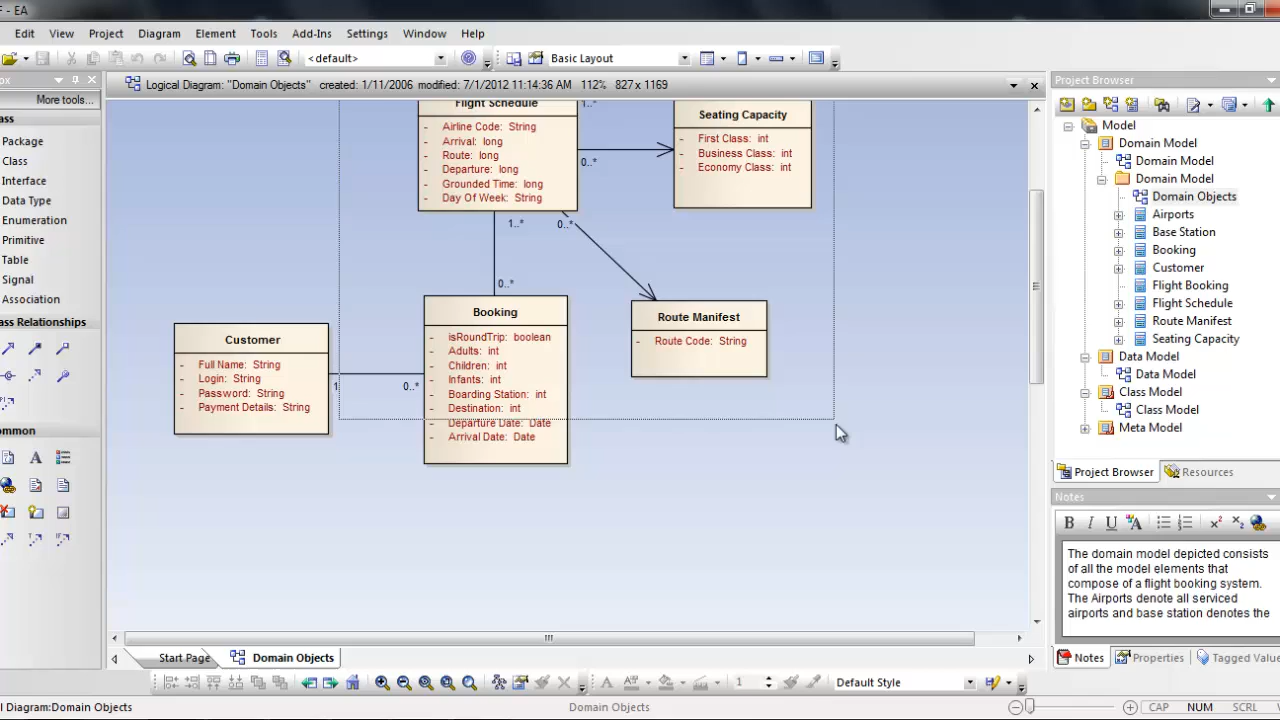 F - EA
Edit View Project Diagram Element Tools Add-Ins Settings Window Help
<default> Basic Layout
Logical Diagram: "Domain Objects" created: 1/11/2006 modified: 7/1/2012 11:14:36 AM 112% 827 x 1169
More tools...
Package
Class
Interface
Data Type
Enumeration
Primitive
Table
Signal
Association
Flight Schedule
- Airline Code: String
- Arrival: long
- Route: long
- Departure: long
- Grounded Time: long
- Day Of Week: String
1..*
0..*
Seating Capacity
- First Class: int
- Business Class: int
- Economy Class: int
1..*
0..*
0..*
Booking
- isRoundTrip: boolean
- Adults: int
- Children: int
- Infants: int
- Boarding Station: int
- Destination: int
- Departure Date: Date
- Arrival Date: Date
Route Manifest
- Route Code: String
Customer
- Full Name: String
- Login: String
- Password: String
- Payment Details: String
1
0..*
Project Browser
Model
Domain Model
Domain Model
Domain Model
Domain Objects
Airports
Base Station
Booking
Customer
Flight Booking
Flight Schedule
Route Manifest
Seating Capacity
Data Model
Data Model
Class Model
Class Model
Meta Model
Project Browser Resources
Notes
B I U A
The domain model depicted consists
of all the model elements that
compose of a flight booking system.
The Airports denote all serviced
airports and base station denotes the
Notes Properties Tagged Value
Start Page Domain Objects
1 Default Style
Diagram:Domain Objects
Domain Objects
CAP NUM SCRL